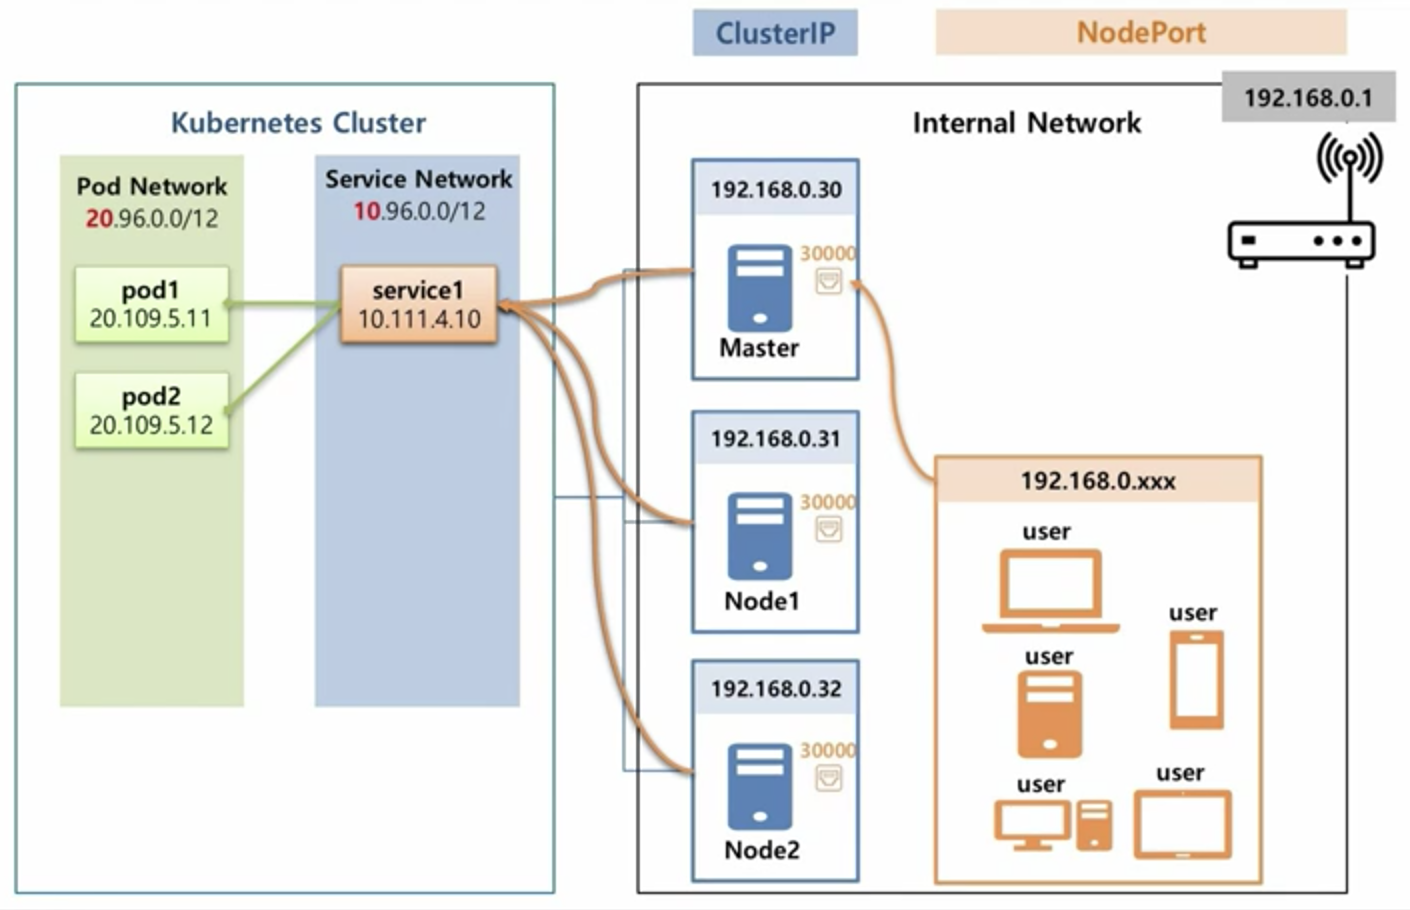 ClusterIP
NodePort
192.168.0.1
Kubernetes Cluster
Internal Network
Pod Network
20.96.0.0/12
Service Network
10.96.0.0/12
pod1
20.109.5.11
pod2
20.109.5.12
service1
10.111.4.10
192.168.0.30
30000
Master
192.168.0.31
30000
Node1
192.168.0.32
30000
Node2
192.168.0.xxx
user
user
user
user
user